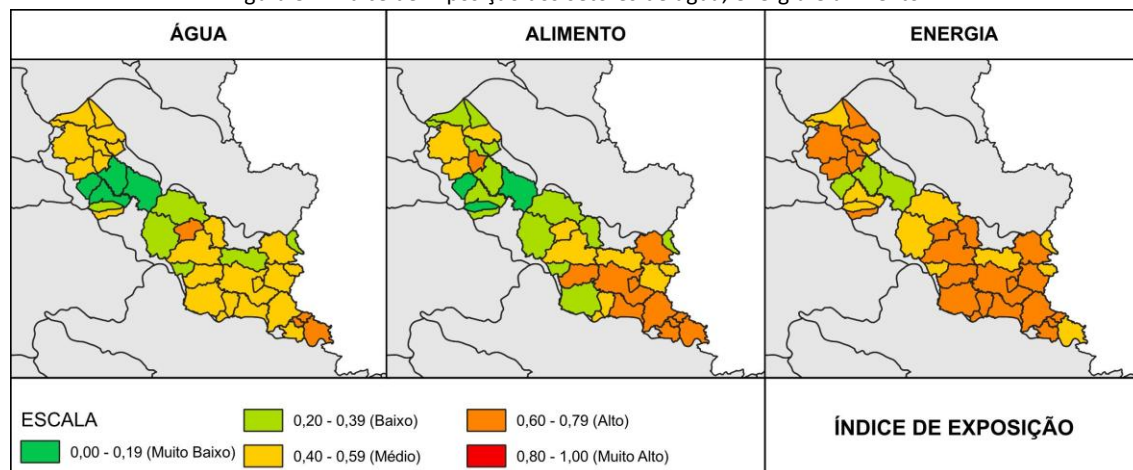 ÁGUA
ALIMENTO
ENERGIA
ESCALA
0,00 - 0,19 (Muito Baixo)
0,20 - 0,39 (Baixo)
0,40 - 0,59 (Médio)
0,60 - 0,79 (Alto)
0,80 - 1,00 (Muito Alto)
ÍNDICE DE EXPOSIÇÃO